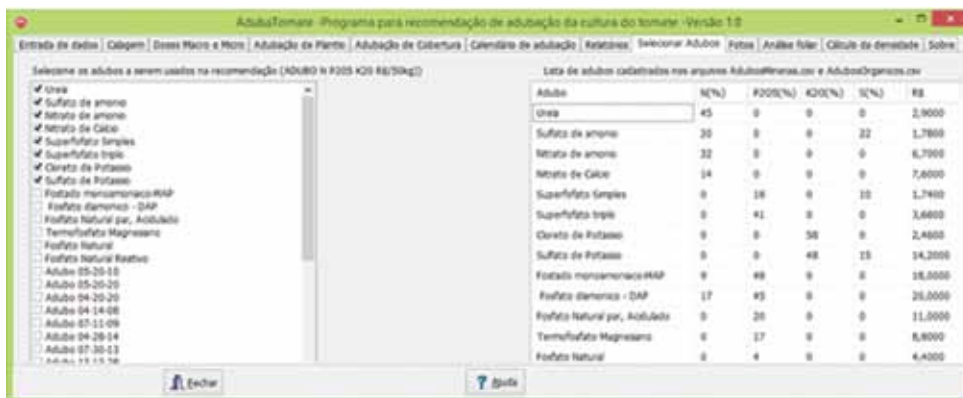 AdubaTomate -Programa para recomendação de adubação da cultura do tomate -Versão 1.0
Entrada de dados Calagem Doses Macro e Micro Adubação de Plantio Adubação de Cobertura Calendário de adubação Relatórios Selecionar Adubos Fotos Análise foliar Cálculo da densidade Sobre
Selecione os adubos a serem usados na recomendação (ADUBO N P2O5 K2O R$/50kg))
Ureia
Sulfato de amonio
Nitrato de amonio
Nitrato de Calcio
Superfofato Simples
Superfofato triplo
Cloreto de Potassio
Sulfato de Potassio
Fostado monoamoniaco-MAP
Fosfato diamonico - DAP
Fosfato Natural par, Acidulado
Termofosfato Magnesiano
Fosfato Natural
Fosfato Natural Reativo
Adubo 05-20-10
Adubo 05-20-20
Adubo 04-20-20
Adubo 04-14-08
Adubo 07-11-09
Adubo 04-28-14
Adubo 07-30-13
Lista de adubos cadastrados nos arquivos AdubosMinerais.csv e AdubosOrganicos.csv
Adubo N(%) P2O5(%) K2O(%) S(%) R$
Ureia 45 0 0 0 2,9000
Sulfato de amonio 20 0 0 22 1,7800
Nitrato de amonio 32 0 0 0 6,7000
Nitrato de Calcio 14 0 0 0 7,6000
Superfofato Simples 0 18 0 10 1,7400
Superfofato triplo 0 41 0 0 3,6600
Cloreto de Potassio 0 0 58 0 2,4600
Sulfato de Potassio 0 0 48 15 14,2000
Fostado monoamoniaco-MAP 9 48 0 0 18,0000
Fosfato diamonico - DAP 17 45 0 0 20,0000
Fosfato Natural par, Acidulado 0 20 0 0 11,0000
Termofosfato Magnesiano 0 17 0 0 8,8000
Fosfato Natural 0 4 0 0 4,4000
Fechar Ajuda